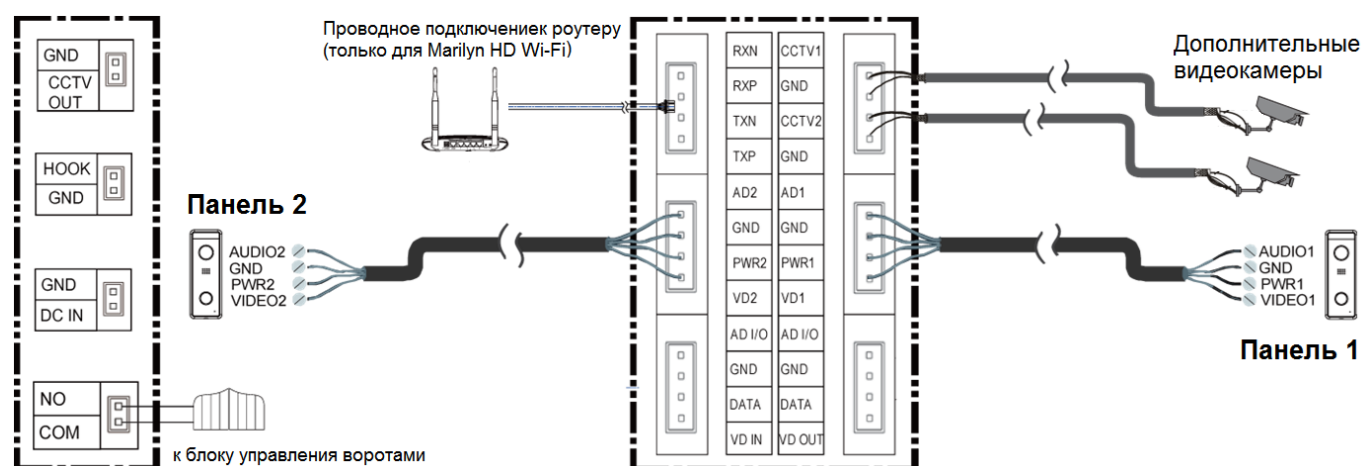 GND
CCTV
OUT
HOOK
GND
GND
DC IN
NO
COM
к блоку управления воротами
Проводное подключениек роутеру
(только для Marilyn HD Wi-Fi)
Панель 2
AUDIO2
GND
PWR2
VIDEO2
RXN CCTV1
RXP GND
TXN CCTV2
TXP GND
AD2 AD1
GND GND
PWR2 PWR1
VD2 VD1
AD I/O AD I/O
GND GND
DATA DATA
VD IN VD OUT
Дополнительные
видеокамеры
AUDIO1
GND
PWR1
VIDEO1
Панель 1